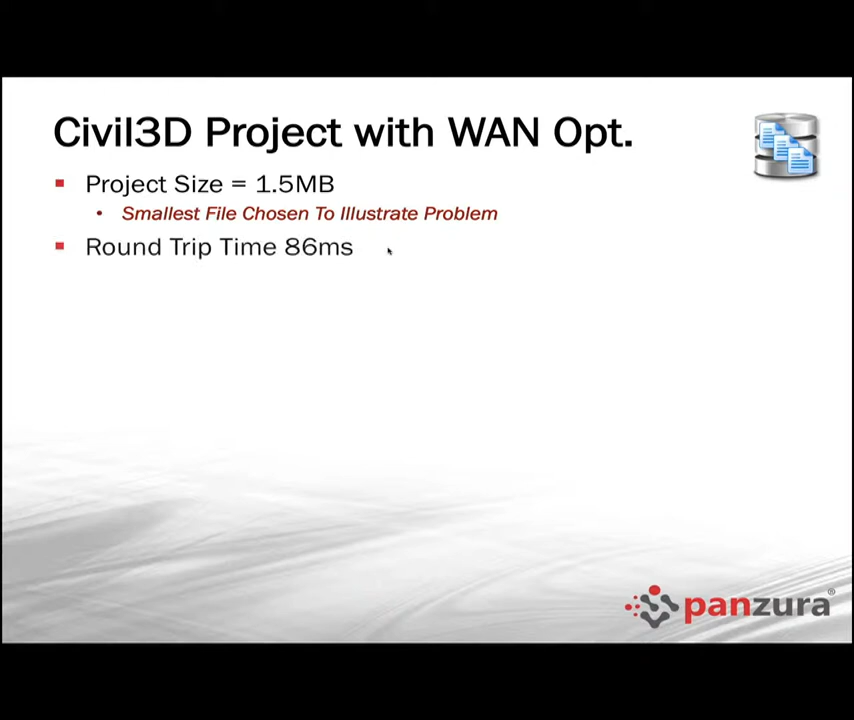 Civil3D Project with WAN Opt.
Project Size = 1.5MB
Smallest File Chosen To Illustrate Problem
Round Trip Time 86ms
panzura®